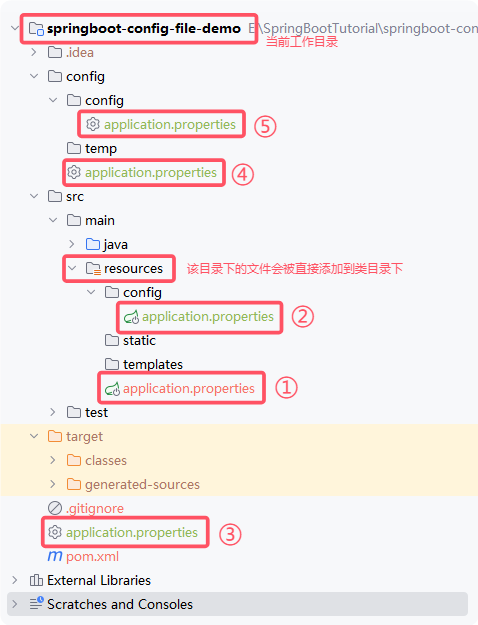 springboot-config-file-demo E:\SpringBootTutorial\springboot-con
当前工作目录
.idea
config
config
application.properties ⑤
temp
application.properties ④
src
main
java
resources 该目录下的文件会被直接添加到类目录下
config
application.properties ②
static
templates
application.properties ①
test
target
classes
generated-sources
.gitignore
application.properties ③
m pom.xml
External Libraries
Scratches and Consoles